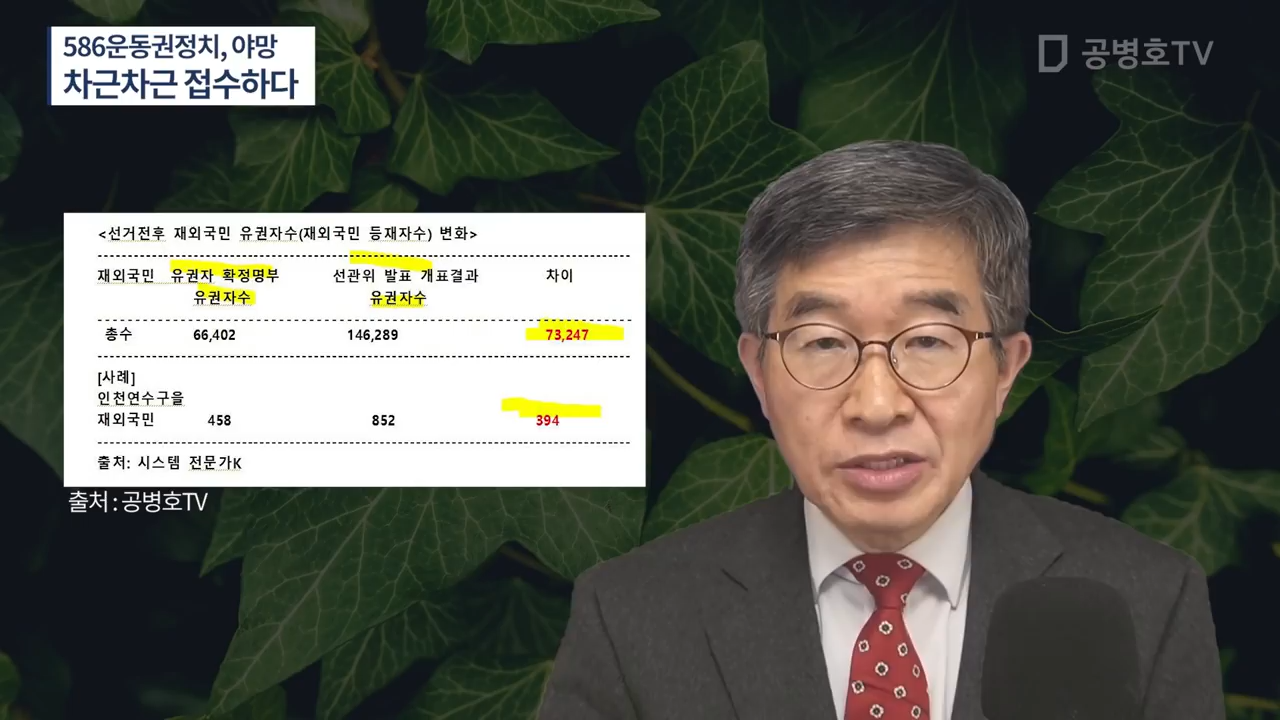 586운동권정치, 야망
차근차근 접수하다
공병호TV
<선거전후 재외국민 유권자수(재외국민 등재자수) 변화>
재외국민 유권자 확정명부 선관위 발표 개표결과 차이
유권자수 유권자수
총수 66,402 146,289 73,247
[사례]
인천연수구을
재외국민 458 852 394
출처: 시스템 전문가K
출처 : 공병호TV